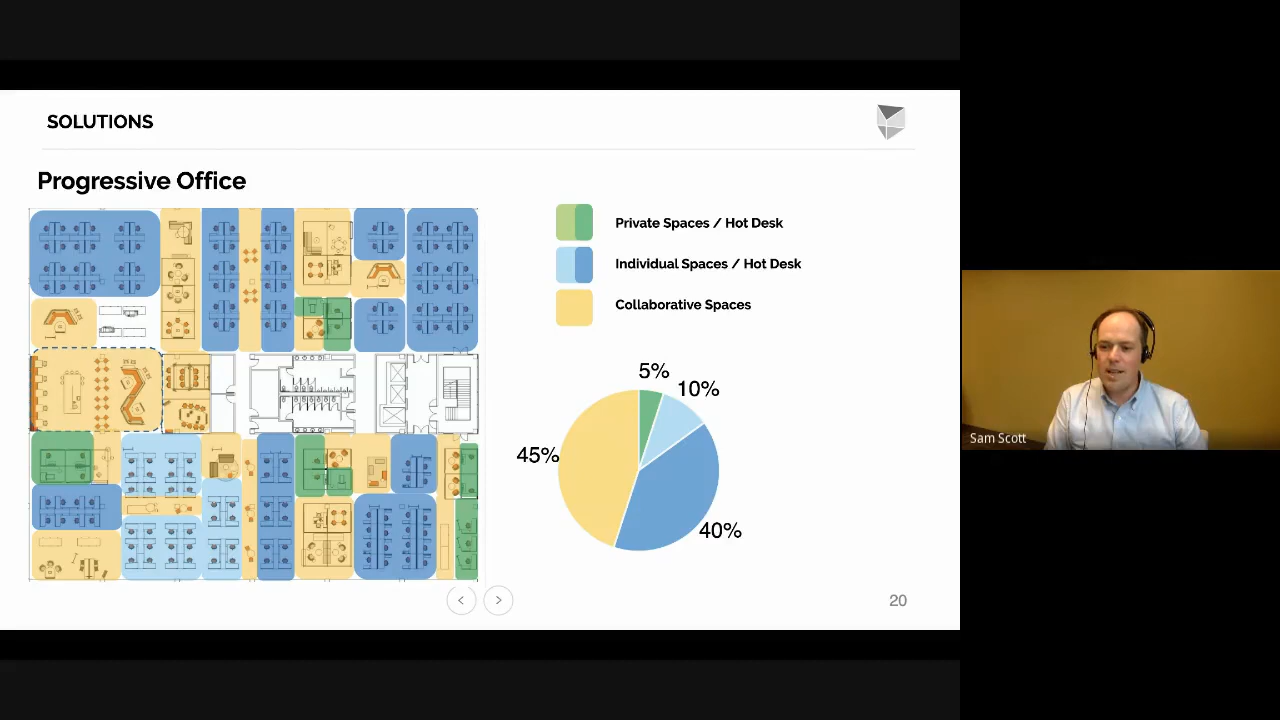 SOLUTIONS
Progressive Office
Private Spaces / Hot Desk
Individual Spaces / Hot Desk
Collaborative Spaces
5%
10%
45%
40%
Sam Scott
20